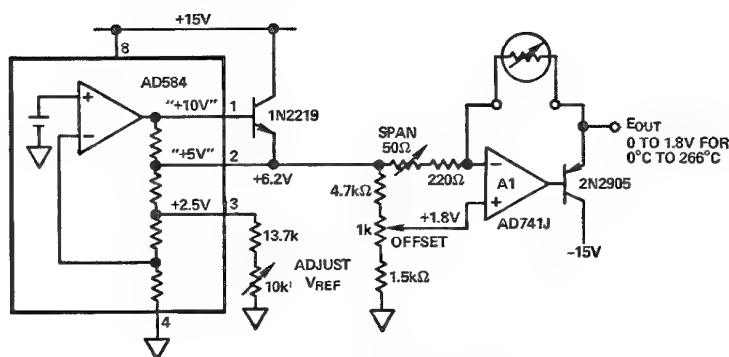 +15V
8
AD584
"+10V"
1
1N2219
"+5V"
2
+6.2V
+2.5V
3
13.7k
10k
ADJUST
VREF
4
SPAN
50Ω
220Ω
4.7kΩ
1k
OFFSET
+1.8V
1.5kΩ
+
−
−
A1
+
AD741J
2N2905
−15V
EOUT
0 TO 1.8V FOR
0°C TO 266°C